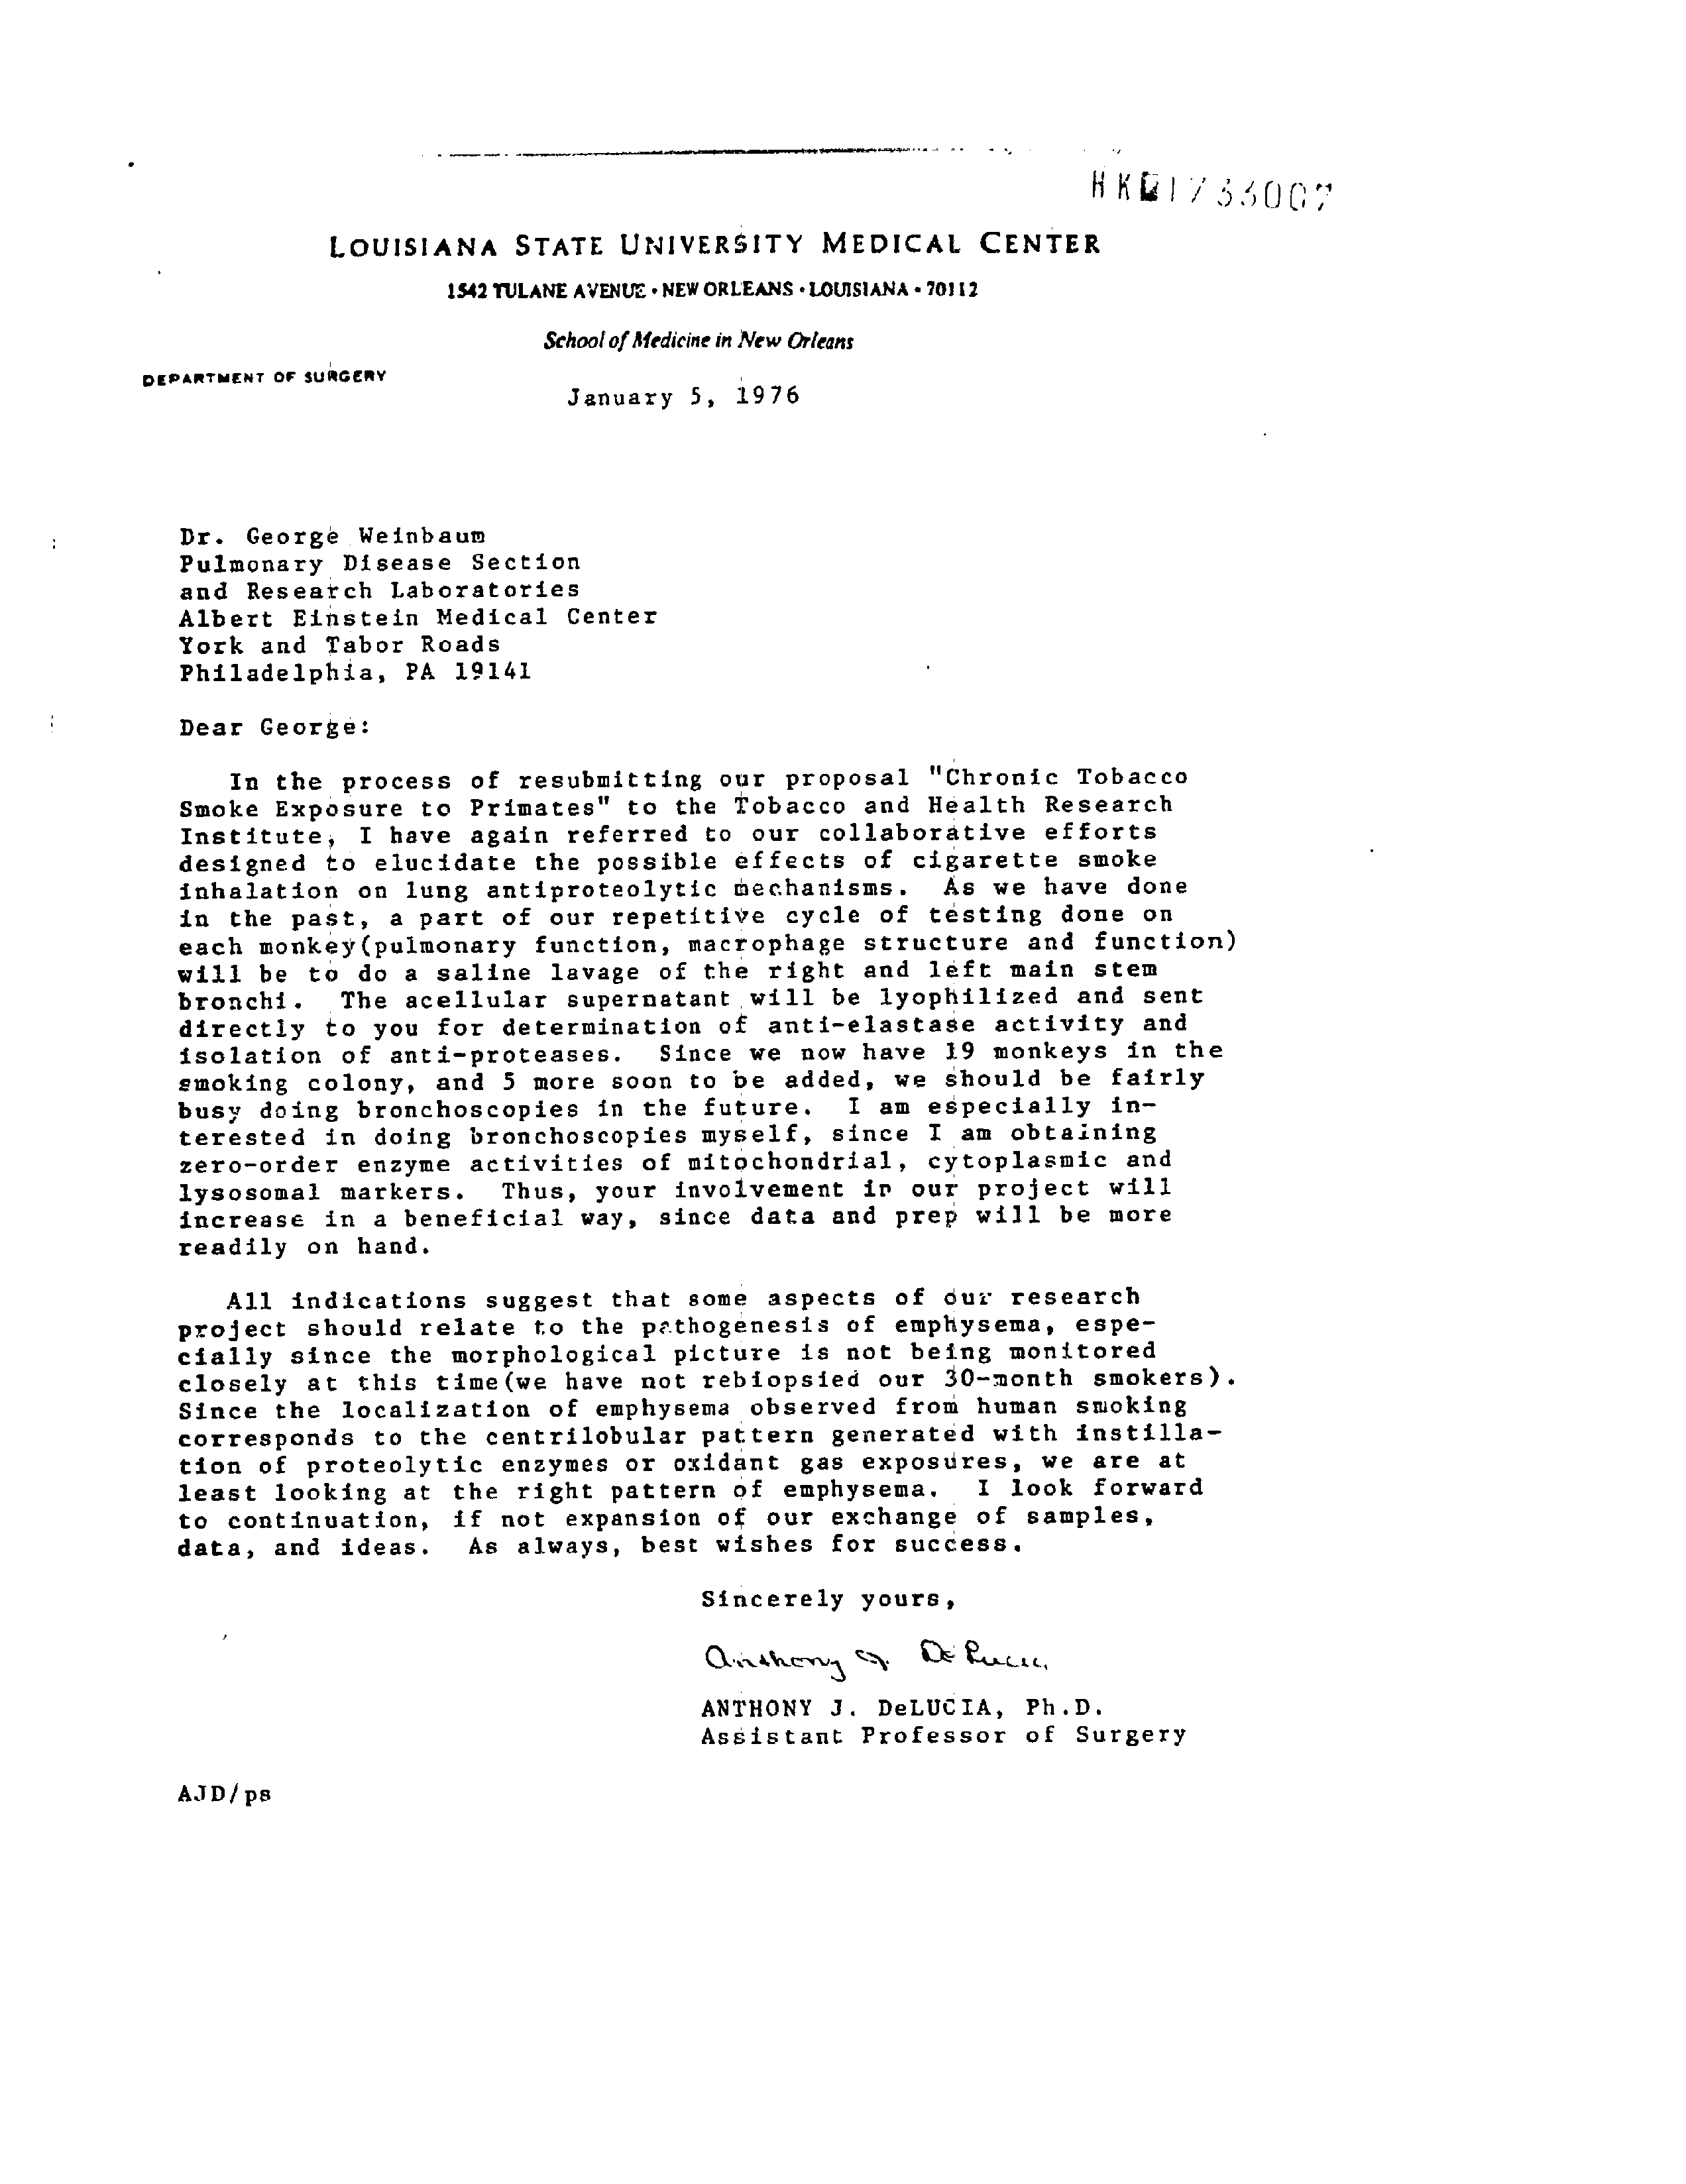 LOUISIANA STATE UNIVERSITY MEDICAL CENTER
1542 TULANE AVENUE • NEW ORLEANS • LOUISIANA • 70112
School of Medicine in New Orleans
DEPARTMENT OF SURGERY
January 5, 1976
Dr. George Weinbaum
Pulmonary Disease Section
and Research Laboratories
Albert Einstein Medical Center
York and Tabor Roads
Philadelphia, PA 19141
Dear George:
In the process of resubmitting our proposal "Chronic Tobacco
Smoke Exposure to Primates" to the Tobacco and Health Research
Institute, I have again referred to our collaborative efforts
designed to elucidate the possible effects of cigarette smoke
inhalation on lung antiproteolytic mechanisms. As we have done
in the past, a part of our repetitive cycle of testing done on
each monkey(pulmonary function, macrophage structure and function)
will be to do a saline lavage of the right and left main stem
bronchi. The acellular supernatant will be lyophilized and sent
directly to you for determination of anti-elastase activity and
isolation of anti-proteases. Since we now have 19 monkeys in the
smoking colony, and 5 more soon to be added, we should be fairly
busy doing bronchoscopies in the future. I am especially in-
terested in doing bronchoscopies myself, since I am obtaining
zero-order enzyme activities of mitochondrial, cytoplasmic and
lysosomal markers. Thus, your involvement in our project will
increase in a beneficial way, since data and prep will be more
readily on hand.
All indications suggest that some aspects of our research
project should relate to the pathogenesis of emphysema, espe-
cially since the morphological picture is not being monitored
closely at this time(we have not rebiopsied our 30-month smokers).
Since the localization of emphysema observed from human smoking
corresponds to the centrilobular pattern generated with instilla-
tion of proteolytic enzymes or oxidant gas exposures, we are at
least looking at the right pattern of emphysema. I look forward
to continuation, if not expansion of our exchange of samples,
data, and ideas. As always, best wishes for success.
Sincerely yours,
Anthony J. DeLucia
ANTHONY J. DeLUCIA, Ph.D.
Assistant Professor of Surgery
AJD/ps